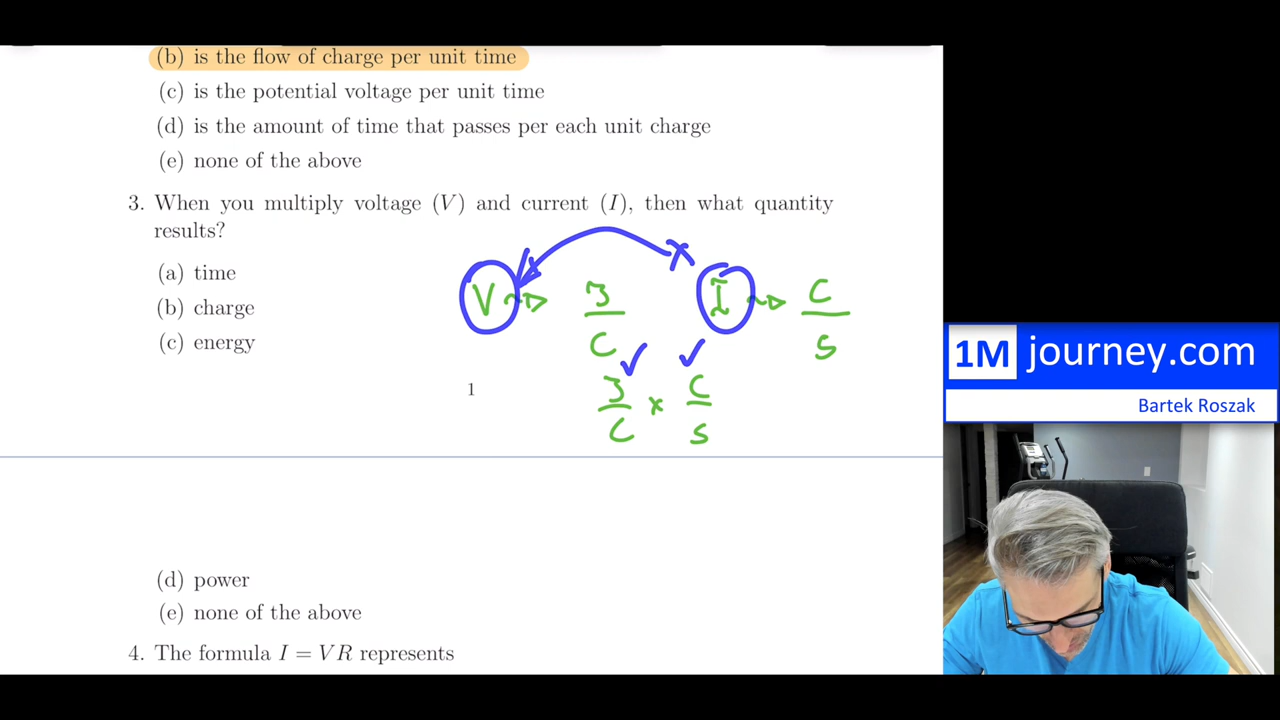 (b) is the flow of charge per unit time
(c) is the potential voltage per unit time
(d) is the amount of time that passes per each unit charge
(e) none of the above
3. When you multiply voltage (V) and current (I), then what quantity
results?
(a) time
(b) charge
(c) energy
V J/C I C/s
J/C × C/s
1
(d) power
(e) none of the above
4. The formula I = V R represents
1M journey.com
Bartek Roszak